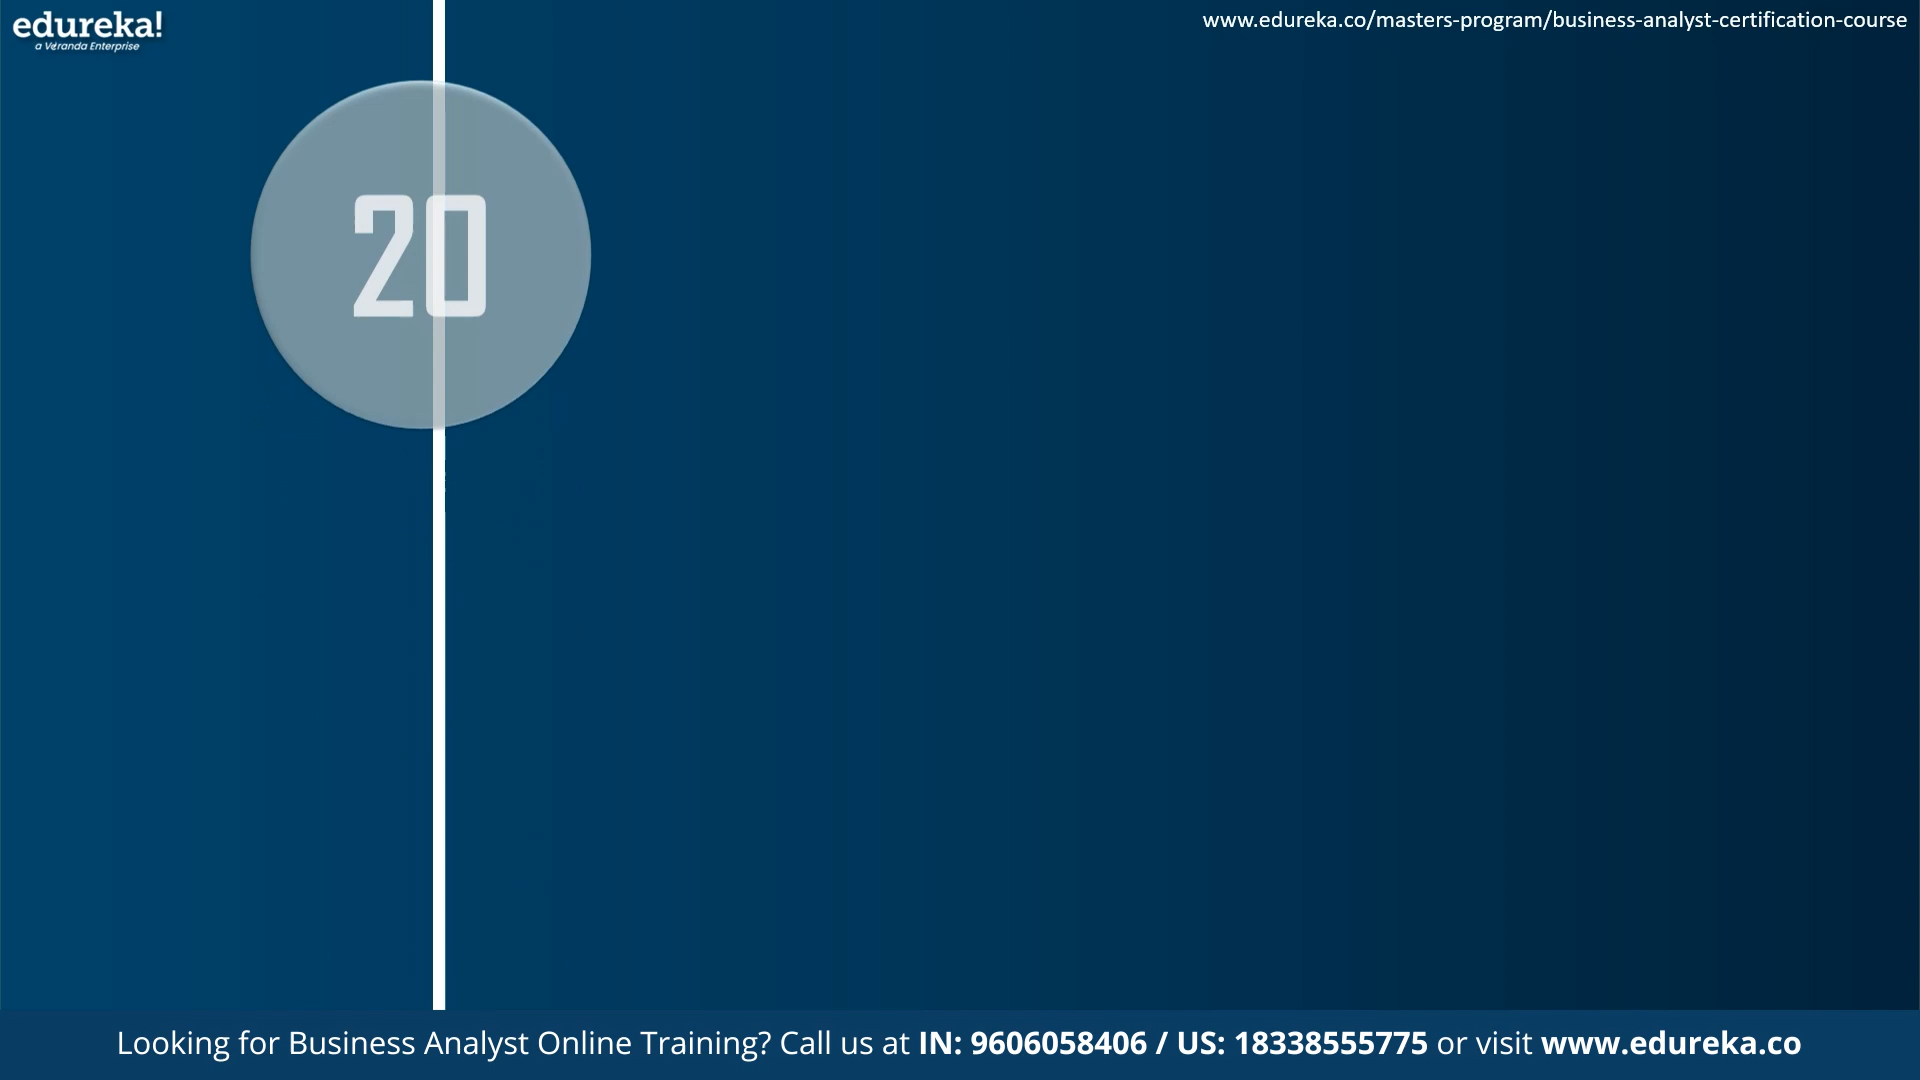 edureka!
a Veranda Enterprise
www.edureka.co/masters-program/business-analyst-certification-course
20
Looking for Business Analyst Online Training? Call us at IN: 9606058406 / US: 18338555775 or visit www.edureka.co